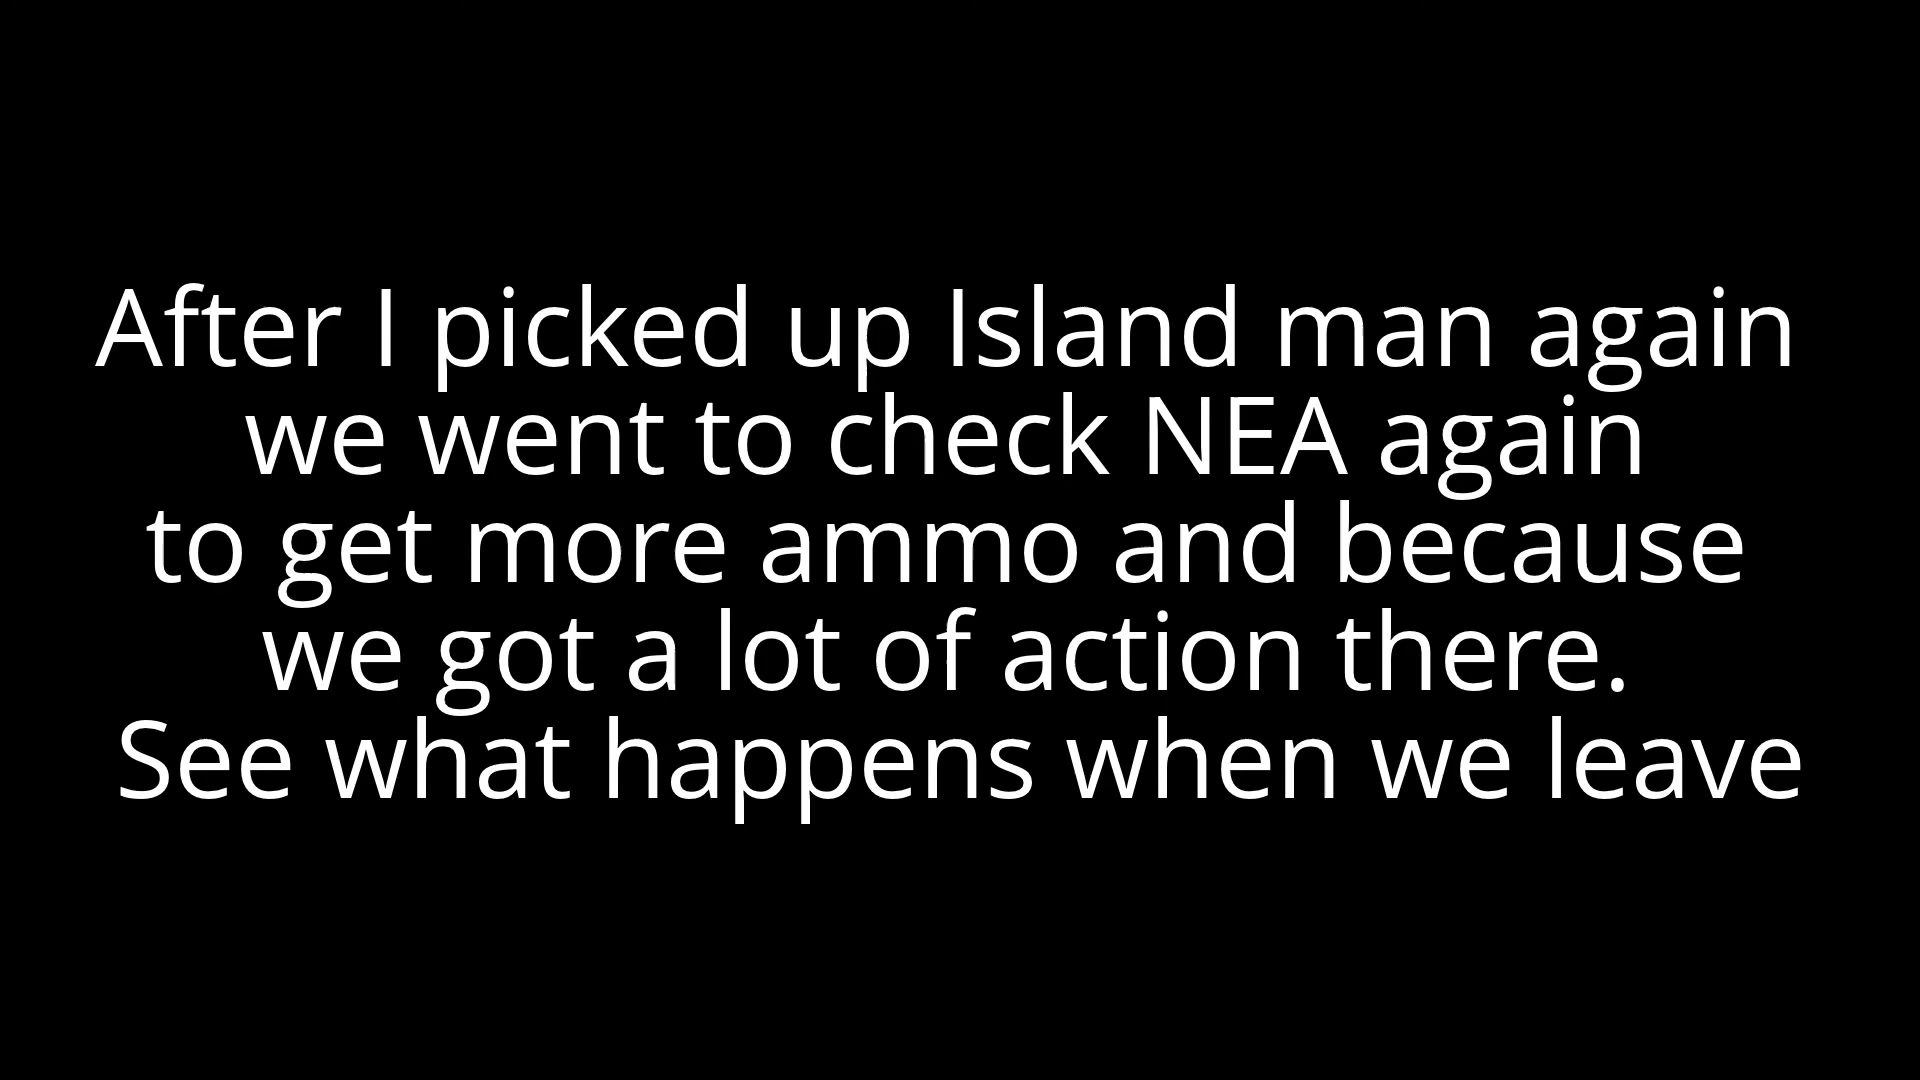 After I picked up Island man again
we went to check NEA again
to get more ammo and because
we got a lot of action there.
See what happens when we leave